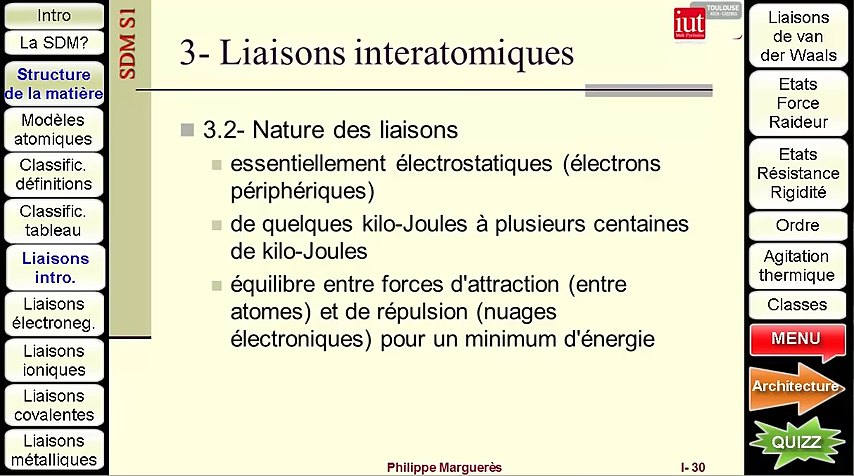 Intro
La SDM?
Structure
de la matière
Modèles
atomiques
Classific.
définitions
Classific.
tableau
Liaisons
intro.
Liaisons
électroneg.
Liaisons
ioniques
Liaisons
covalentes
Liaisons
métalliques
SDM S1
3- Liaisons interatomiques
iut
Midi Pyrénées
TOULOUSE
AUCH - CASTRES
3.2- Nature des liaisons
essentiellement électrostatiques (électrons
périphériques)
de quelques kilo-Joules à plusieurs centaines
de kilo-Joules
équilibre entre forces d'attraction (entre
atomes) et de répulsion (nuages
électroniques) pour un minimum d'énergie
Philippe Marguerès
I- 30
Liaisons
de van
der Waals
Etats
Force
Raideur
Etats
Résistance
Rigidité
Ordre
Agitation
thermique
Classes
MENU
Architecture
QUIZZ